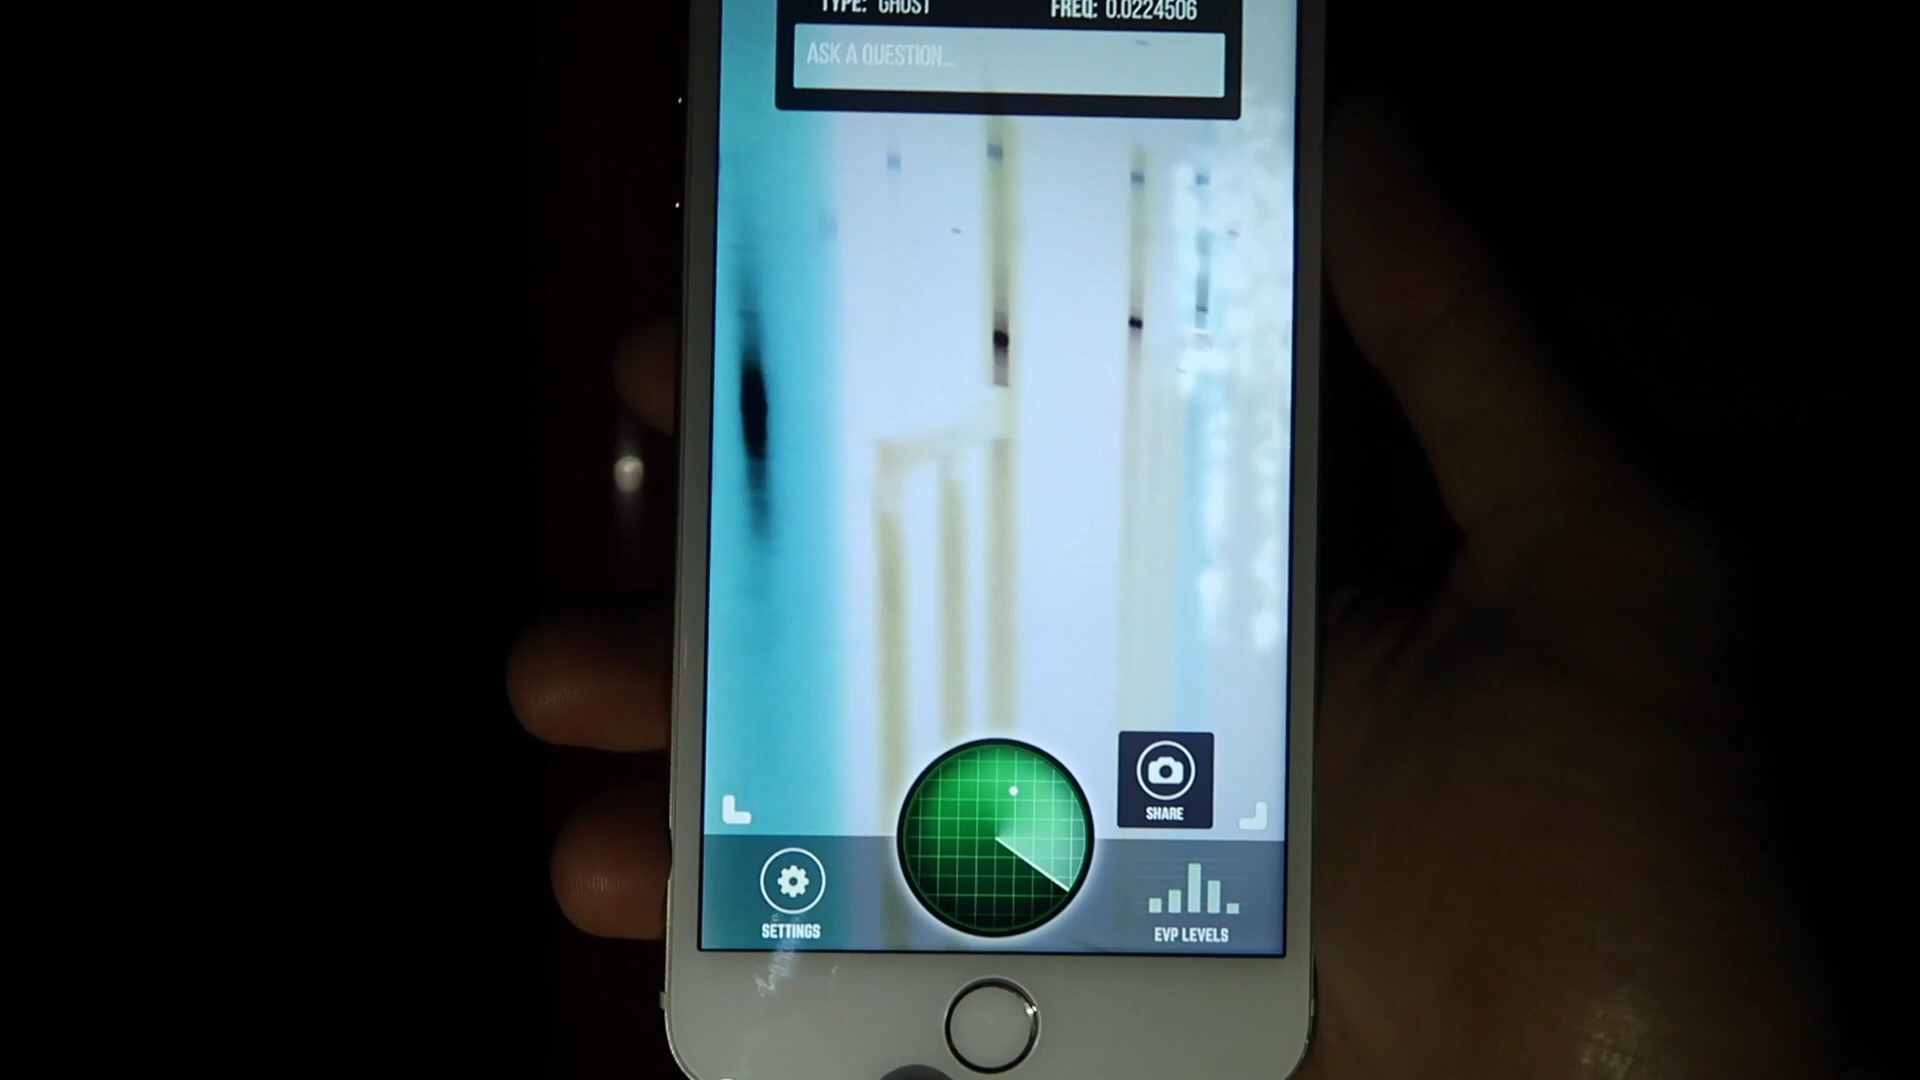 TYPE: GHOST FREQ: 0.0224506
ASK A QUESTION...
SHARE
SETTINGS
EVP LEVELS